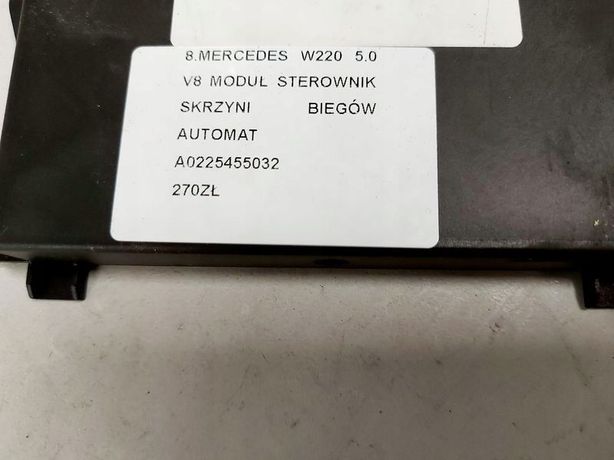 8.MERCEDES W220 5.0
V8 MODUŁ STEROWNIK
SKRZYNI BIEGÓW
AUTOMAT
A0225455032
270ZŁ